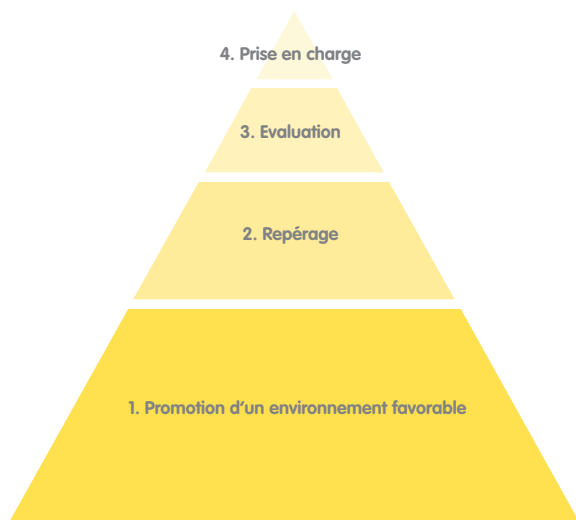 4. Prise en charge
3. Evaluation
2. Repérage
1. Promotion d’un environnement favorable